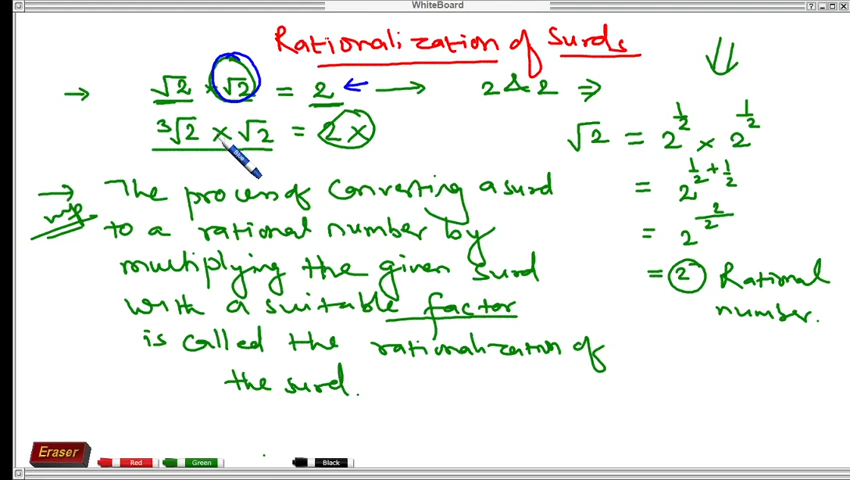 WhiteBoard
Rationalization of Surds
→ √2 × √2 = 2 ← → 2 & 2 ⇒
³√2 × √2 = 2 ×
√2 = 2^1/2 × 2^1/2
= 2^1/2 + 1/2
= 2^2/2
= 2 Rational
number.
→ The process of Converting a surd
Imp
to a rational number by
multiplying the given surd
with a suitable factor
is called the rationalization of
the surd.
Eraser Red Green Black